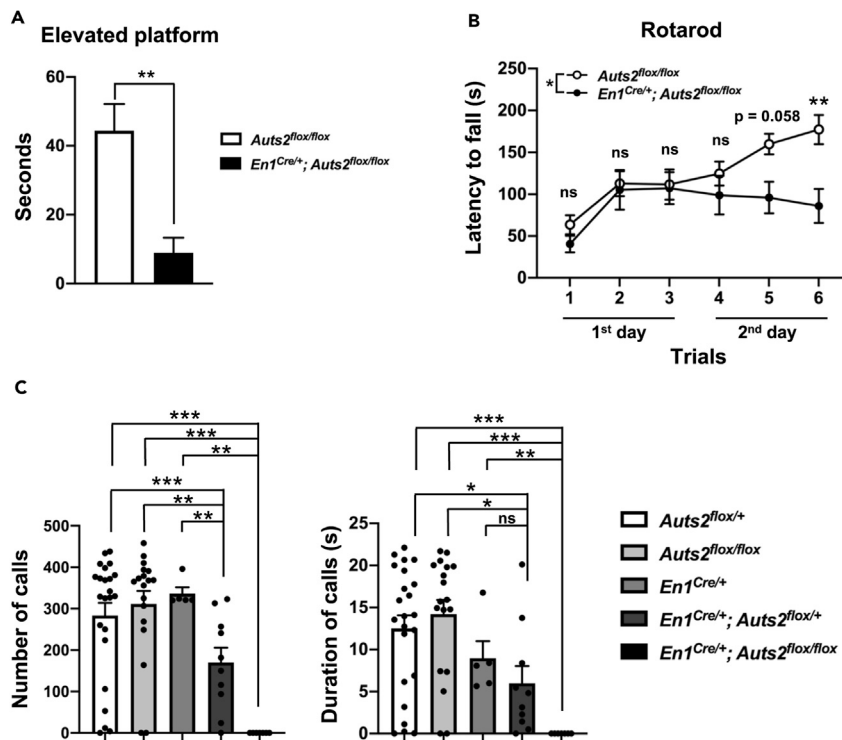 A
Elevated platform
**
60
40
20
0
Seconds
Auts2flox/flox
En1Cre/+; Auts2flox/flox
B
Rotarod
250
200
150
100
50
0
Latency to fall (s)
*
Auts2flox/flox
En1Cre/+; Auts2flox/flox
ns
ns
ns
ns
p = 0.058
**
1 2 3 4 5 6
1st day 2nd day
Trials
C
***
***
**
***
**
**
500
400
300
200
100
0
Number of calls
***
***
**
*
*
ns
25
20
15
10
5
0
Duration of calls (s)
Auts2flox/+
Auts2flox/flox
En1Cre/+
En1Cre/+; Auts2flox/+
En1Cre/+; Auts2flox/flox